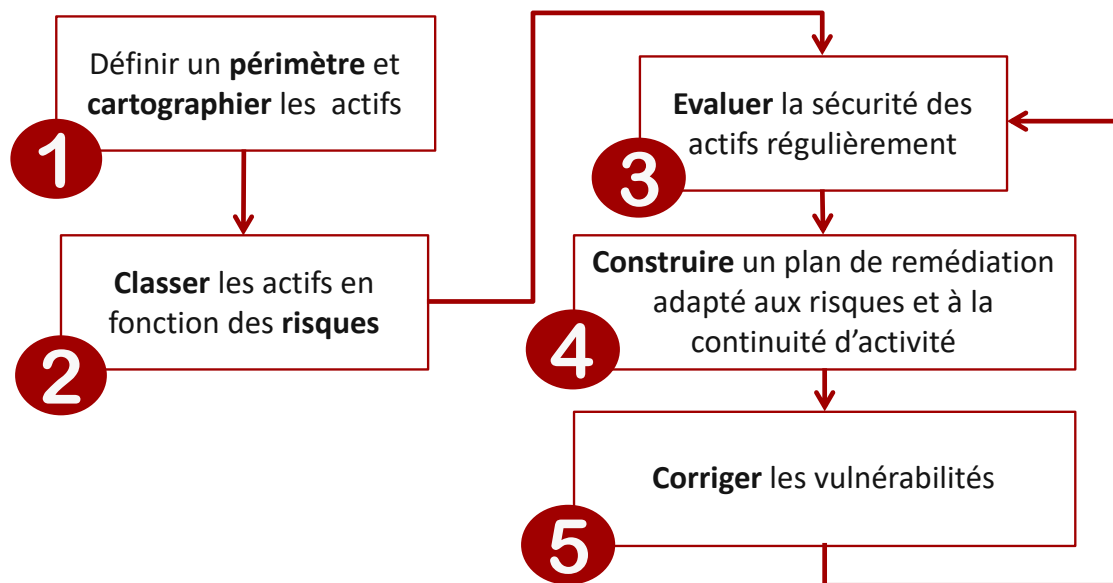 Définir un périmètre et
cartographier les actifs
1
Classer les actifs en
fonction des risques
2
Evaluer la sécurité des
actifs régulièrement
3
Construire un plan de remédiation
adapté aux risques et à la
continuité d’activité
4
Corriger les vulnérabilités
5